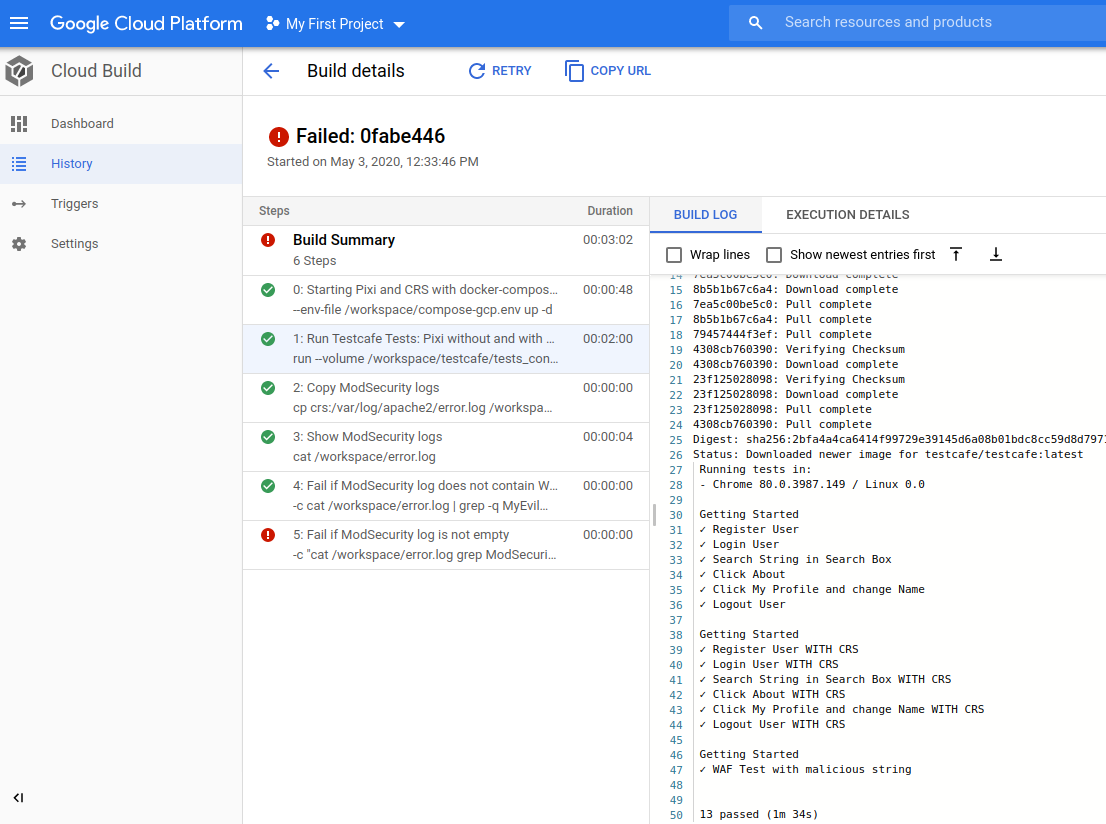 Google Cloud Platform
My First Project
Search resources and products
Cloud Build
Build details
RETRY
COPY URL
Dashboard
History
Triggers
Settings
Failed: 0fabe446
Started on May 3, 2020, 12:33:46 PM
Steps
Duration
Build Summary
00:03:02
6 Steps
0: Starting Pixi and CRS with docker-compos...
00:00:48
--env-file /workspace/compose-gcp.env up -d
1: Run Testcafe Tests: Pixi without and with ...
00:02:00
run --volume /workspace/testcafe/tests_con...
2: Copy ModSecurity logs
00:00:00
cp crs:/var/log/apache2/error.log /workspa...
3: Show ModSecurity logs
00:00:04
cat /workspace/error.log
4: Fail if ModSecurity log does not contain W...
00:00:00
-c cat /workspace/error.log | grep -q MyEvil...
5: Fail if ModSecurity log is not empty
00:00:00
-c "cat /workspace/error.log grep ModSecuri...
BUILD LOG
EXECUTION DETAILS
Wrap lines
Show newest entries first
14 7ea5c00be5c0: Download complete
15 8b5b1b67c6a4: Download complete
16 7ea5c00be5c0: Pull complete
17 8b5b1b67c6a4: Pull complete
18 79457444f3ef: Pull complete
19 4308cb760390: Verifying Checksum
20 4308cb760390: Download complete
21 23f125028098: Verifying Checksum
22 23f125028098: Download complete
23 23f125028098: Pull complete
24 4308cb760390: Pull complete
25 Digest: sha256:2bfa4a4ca6414f99729e39145d6a08b01bdc8cc59d8d797
26 Status: Downloaded newer image for testcafe/testcafe:latest
27 Running tests in:
28 - Chrome 80.0.3987.149 / Linux 0.0
29
30 Getting Started
31 ✓ Register User
32 ✓ Login User
33 ✓ Search String in Search Box
34 ✓ Click About
35 ✓ Click My Profile and change Name
36 ✓ Logout User
37
38 Getting Started
39 ✓ Register User WITH CRS
40 ✓ Login User WITH CRS
41 ✓ Search String in Search Box WITH CRS
42 ✓ Click About WITH CRS
43 ✓ Click My Profile and change Name WITH CRS
44 ✓ Logout User WITH CRS
45
46 Getting Started
47 ✓ WAF Test with malicious string
48
49
50 13 passed (1m 34s)